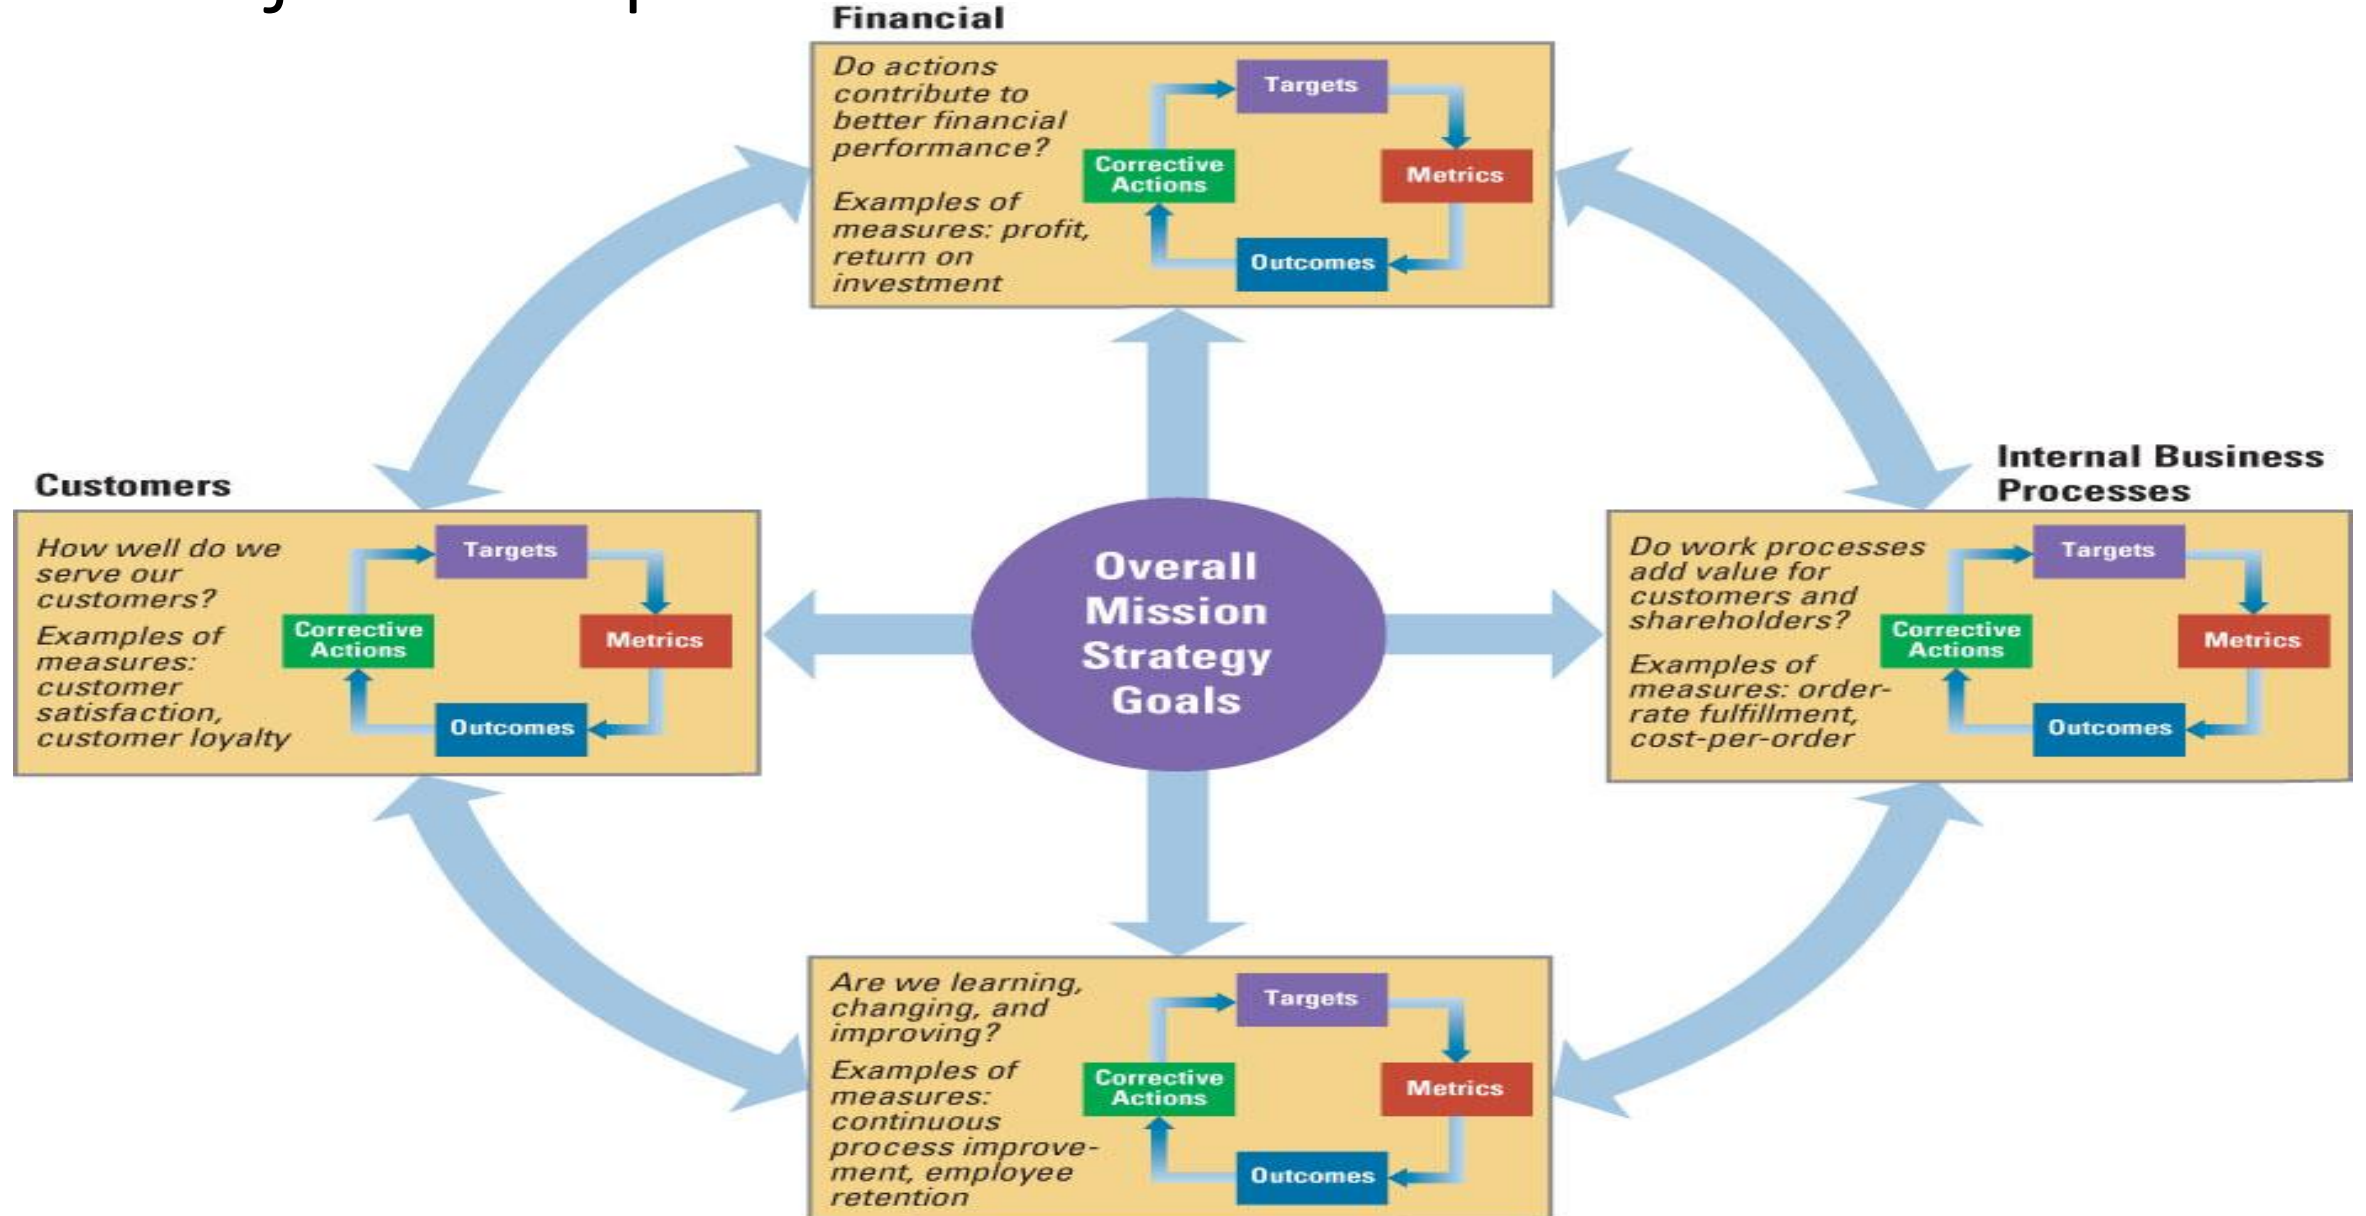 Financial
Do actions
contribute to
better financial
performance?
Examples of
measures: profit,
return on
investment
Targets
Corrective
Actions
Metrics
Outcomes
Customers
How well do we
serve our
customers?
Examples of
measures:
customer
satisfaction,
customer loyalty
Targets
Corrective
Actions
Metrics
Outcomes
Overall
Mission
Strategy
Goals
Internal Business
Processes
Do work processes
add value for
customers and
shareholders?
Examples of
measures: order-
rate fulfillment,
cost-per-order
Targets
Corrective
Actions
Metrics
Outcomes
Are we learning,
changing, and
improving?
Examples of
measures:
continuous
process improve-
ment, employee
retention
Targets
Corrective
Actions
Metrics
Outcomes